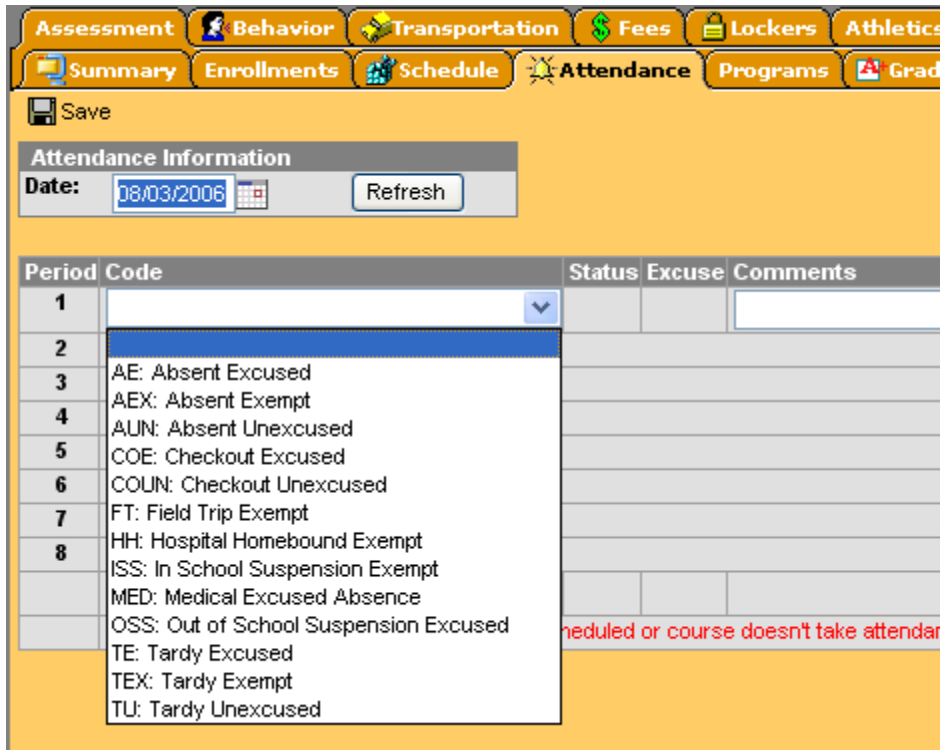 Assessment Behavior Transportation $ Fees Lockers Athletics
Summary Enrollments Schedule Attendance Programs A+ Grad
Save
Attendance Information
Date: 08/03/2006 Refresh
Period Code Status Excuse Comments
1
2
AE: Absent Excused
3
AEX: Absent Exempt
4
AUN: Absent Unexcused
5
COE: Checkout Excused
6
COUN: Checkout Unexcused
7
FT: Field Trip Exempt
8
HH: Hospital Homebound Exempt
ISS: In School Suspension Exempt
MED: Medical Excused Absence
OSS: Out of School Suspension Excused
heduled or course doesn't take attendar
TE: Tardy Excused
TEX: Tardy Exempt
TU: Tardy Unexcused